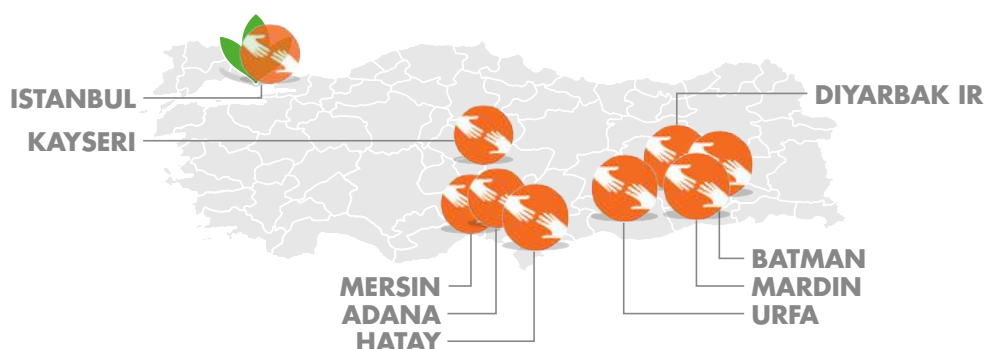 ISTANBUL
KAYSERI
DIYARBAK IR
MERSIN
ADANA
HATAY
BATMAN
MARDIN
URFA